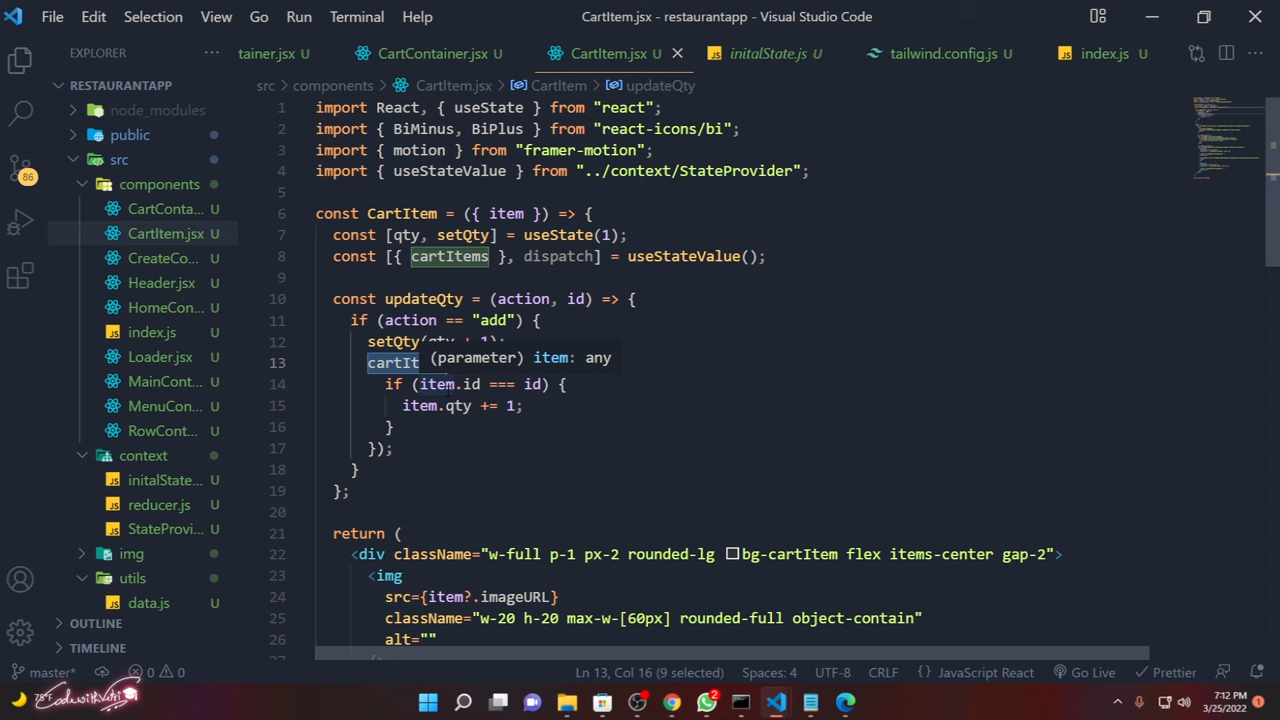 File Edit Selection View Go Run Terminal Help
CartItem.jsx - restaurantapp - Visual Studio Code
EXPLORER
tainer.jsx U CartContainer.jsx U CartItem.jsx U initalState.js U tailwind.config.js U index.js U
RESTAURANTAPP
src > components > CartItem.jsx > CartItem > updateQty
node_modules
public
src
86
components
CartConta... U
CartItem.jsx U
CreateCo... U
Header.jsx U
HomeCon... U
index.js U
Loader.jsx U
MainCont... U
MenuCon... U
RowCont... U
context
initalState... U
reducer.js U
StateProvi... U
img
utils
data.js U
OUTLINE
TIMELINE
1 import React, { useState } from "react";
2 import { BiMinus, BiPlus } from "react-icons/bi";
3 import { motion } from "framer-motion";
4 import { useStateValue } from "../context/StateProvider";
5
6 const CartItem = ({ item }) => {
7 const [qty, setQty] = useState(1);
8 const [{ cartItems }, dispatch] = useStateValue();
9
10 const updateQty = (action, id) => {
11 if (action == "add") {
12 setQty(qty + 1);
(parameter) item: any
13 cartIt
14 if (item.id === id) {
15 item.qty += 1;
16 }
17 });
18 }
19 };
20
21 return (
22 <div className="w-full p-1 px-2 rounded-lg bg-cartItem flex items-center gap-2">
23 <img
24 src={item?.imageURL}
25 className="w-20 h-20 max-w-[60px] rounded-full object-contain"
26 alt=""
27 />
master* 0 0 Ln 13, Col 16 (9 selected) Spaces: 4 UTF-8 CRLF { } JavaScript React Go Live Prettier
78°F
2
7:12 PM
3/25/2022